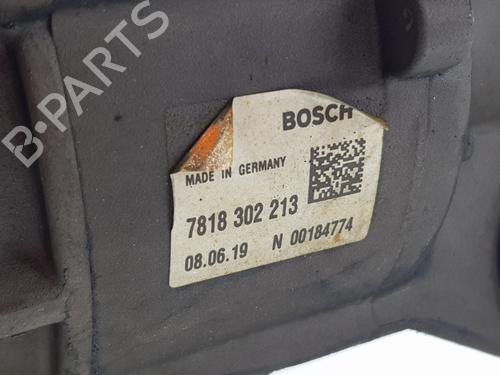 BOSCH
MADE IN GERMANY
7818 302 213
08.06.19 N 00184774
B-PARTS